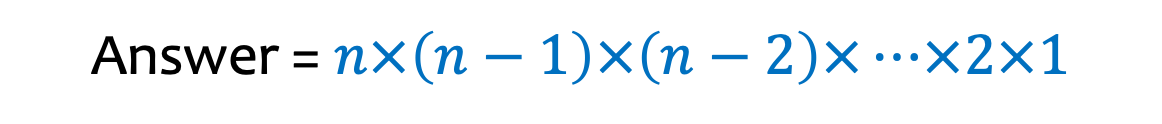 Answer = n×(n − 1)×(n − 2)× ⋯×2×1